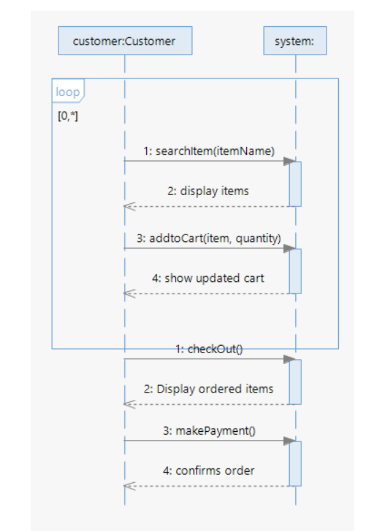 customer:Customer
system:
loop
[0,*]
1: searchItem(itemName)
2: display items
3: addtoCart(item, quantity)
4: show updated cart
1: checkOut()
2: Display ordered items
3: makePayment()
4: confirms order